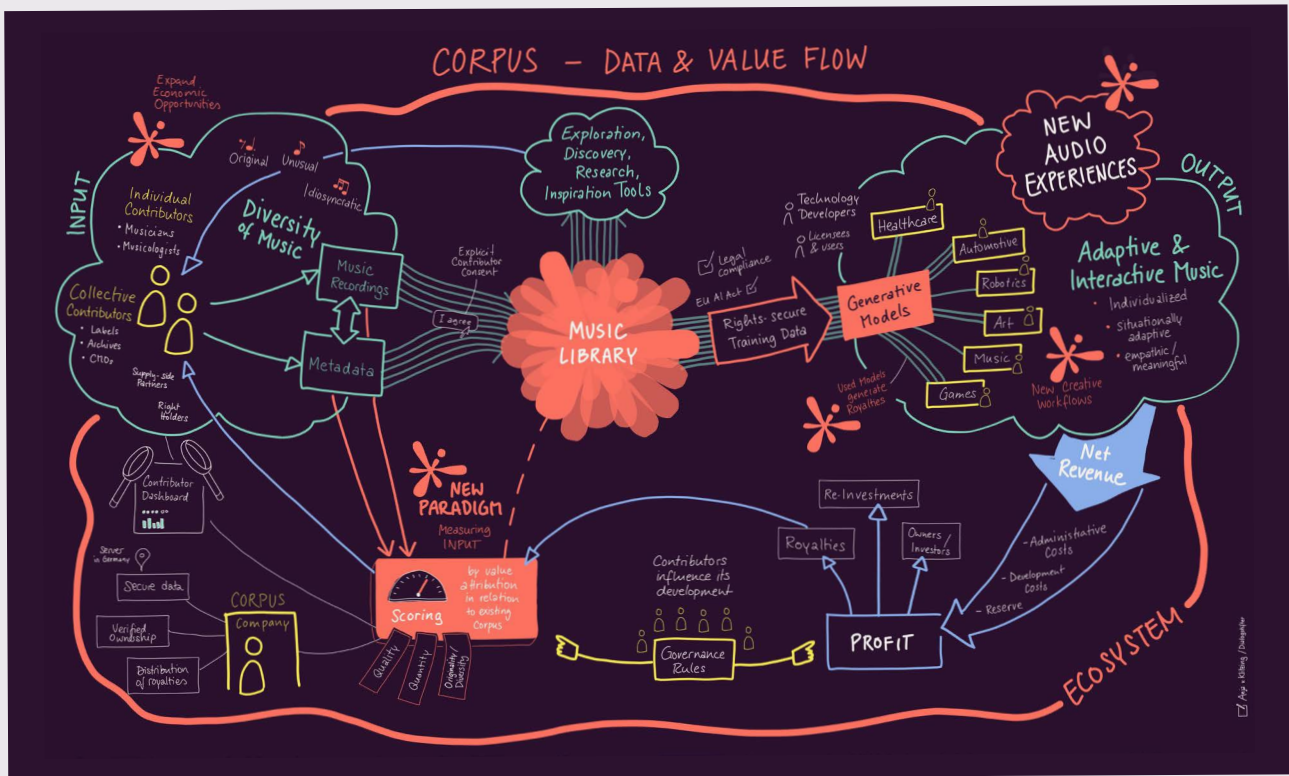 CORPUS — DATA & VALUE FLOW
Expand
Economic
Opportunities
INPUT
Original
Unusual
Idiosyncratic
Individual
Contributors
• Musicians
• Musicologists
Diversity
of Music
Collective
Contributors
• Labels
• Archives
• CMOs
Supply-side
Partners
Right
Holders
Music
Recordings
Metadata
Explicit
Contributor
Consent
I agree
Exploration,
Discovery,
Research,
Inspiration Tools
MUSIC
LIBRARY
Legal
compliance
EU AI Act
Rights-secure
Training Data
Technology
Developers
Licensees
& users
Generative
Models
Used Models
generate
Royalties
Healthcare
Automotive
Robotics
Art
Music
Games
NEW
AUDIO
EXPERIENCES
OUTPUT
Adaptive &
Interactive Music
• Individualized
• situationally
adaptive
• empathic/
meaningful
New Creative
Workflows
Net
Revenue
- Administrative
Costs
- Development
Costs
- Reserve
PROFIT
Re-Investments
Royalties
Owners/
Investors
Contributors
influence its
development
Governance
Rules
NEW
PARADIGM
Measuring
INPUT
by value
attribution
in relation
to existing
Corpus
Scoring
Quality
Quantity
Originality/
Diversity
Contributor
Dashboard
Server
in Germany
Secure data
Verified
Ownership
Distribution
of royalties
CORPUS
Company
ECOSYSTEM